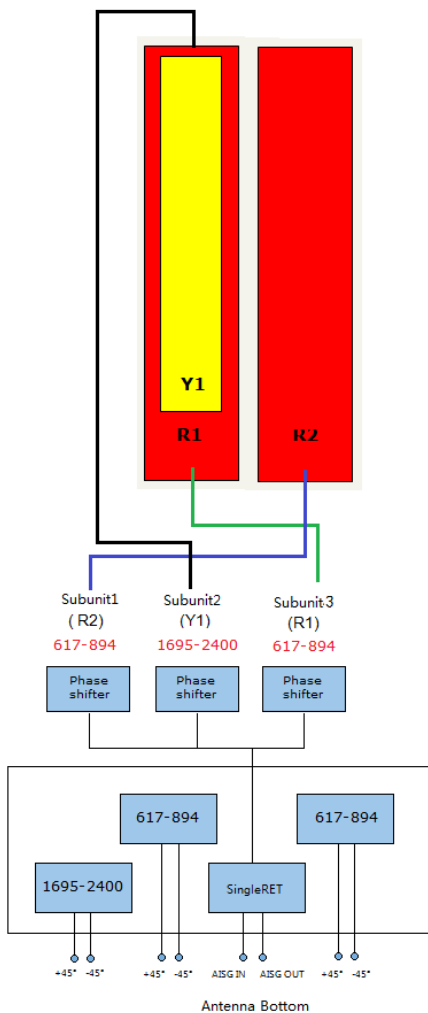 Y1
R1 R2
Subunit1 Subunit2 Subunit3
( R2) (Y1) (R1)
617-894 1695-2400 617-894
Phase shifter Phase shifter Phase shifter
617-894 617-894
1695-2400 SingleRET
+45° -45° +45° -45° AISG IN AISG OUT +45° -45°
Antenna Bottom